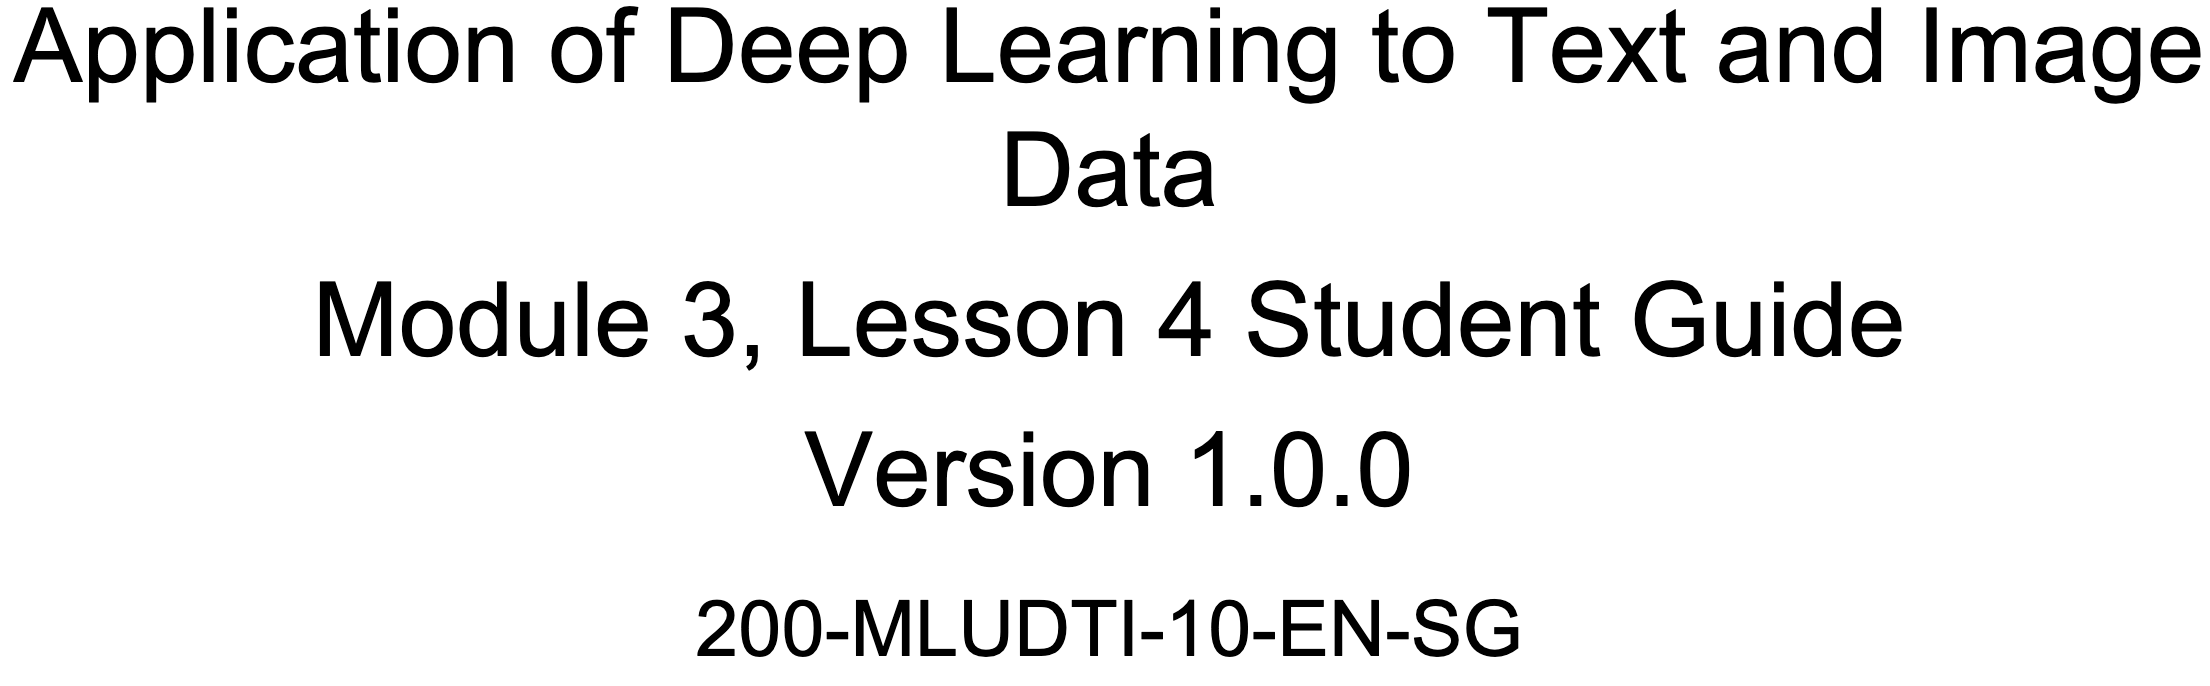 Application of Deep Learning to Text and Image
Data
Module 3, Lesson 4 Student Guide
Version 1.0.0
200-MLUDTI-10-EN-SG